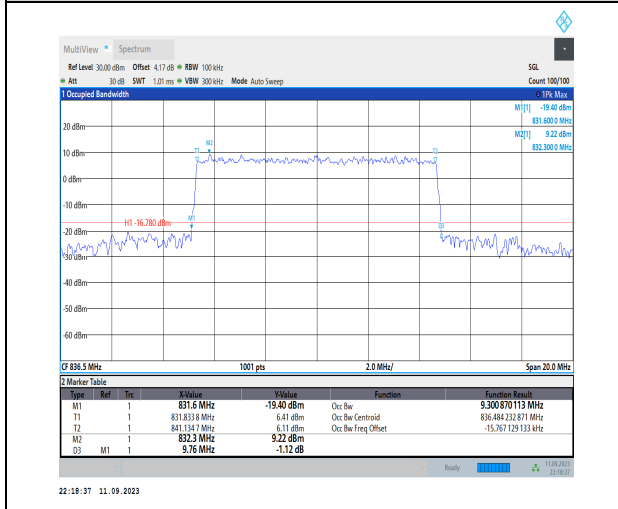 MultiView Spectrum
Ref Level 30.00 dBm Offset 4.17 dB RBW 100 kHz SGL
Att 30 dB SWT 1.01 ms VBW 300 kHz Mode Auto Sweep Count 100/100
1 Occupied Bandwidth 1Pk Max
M1[1] -19.40 dBm
831.6000 MHz
M2[1] 9.22 dBm
832.3000 MHz
20 dBm
M2
10 dBm
T1 T2
0 dBm
-10 dBm
H1 -16.780 dBm
M1
D3
-20 dBm
-30 dBm
-40 dBm
-50 dBm
-60 dBm
CF 836.5 MHz 1001 pts 2.0 MHz/ Span 20.0 MHz
2 Marker Table
Type Ref Trc X-Value Y-Value Function Function Result
M1 1 831.6 MHz -19.40 dBm Occ Bw 9.300 870 113 MHz
T1 1 831.833 8 MHz 6.41 dBm Occ Bw Centroid 836.484 232 871 MHz
T2 1 841.134 7 MHz 6.11 dBm Occ Bw Freq Offset -15.767 129 133 kHz
M2 1 832.3 MHz 9.22 dBm
D3 M1 1 9.76 MHz -1.12 dB
Ready 11.09.2023
22:18:37
22:18:37 11.09.2023